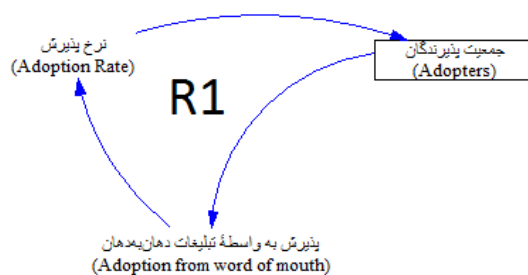 نرخ پذیرش
(Adoption Rate)
جمعیت پذیرندگان
(Adopters)
R1
پذیرش به واسطهٔ تبلیغات دهان‌به‌دهان
(Adoption from word of mouth)